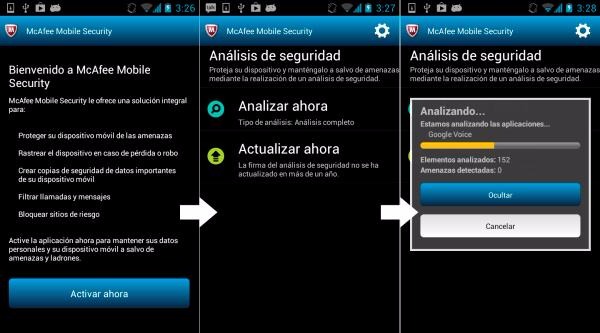 3:26
McAfee Mobile Security
Bienvenido a McAfee Mobile
Security
McAfee Mobile Security le ofrece una solución integral
para:
Proteger su dispositivo móvil de las amenazas
Rastrear el dispositivo en caso de pérdida o robo
Crear copias de seguridad de datos importantes
de su dispositivo móvil
Filtrar llamadas y mensajes
Bloquear sitios de riesgo
Active la aplicación ahora para mantener sus datos
personales y su dispositivo móvil a salvo de
amenazas y ladrones.
Activar ahora
3:27
McAfee Mobile Security
Análisis de seguridad
Proteja su dispositivo y manténgalo a salvo de amenazas
mediante la realización de un análisis de seguridad.
Analizar ahora
Tipo de análisis: Análisis completo
Actualizar ahora
La firma del análisis de seguridad no se ha
actualizado en más de un año.
3:28
McAfee Mobile Security
Análisis de seguridad
Proteja su dispositivo y manténgalo a salvo de amenazas
mediante la realización de un análisis de seguridad.
Analizando...
Estamos analizando las aplicaciones...
Google Voice
Elementos analizados: 152
Amenazas detectadas: 0
Ocultar
Cancelar